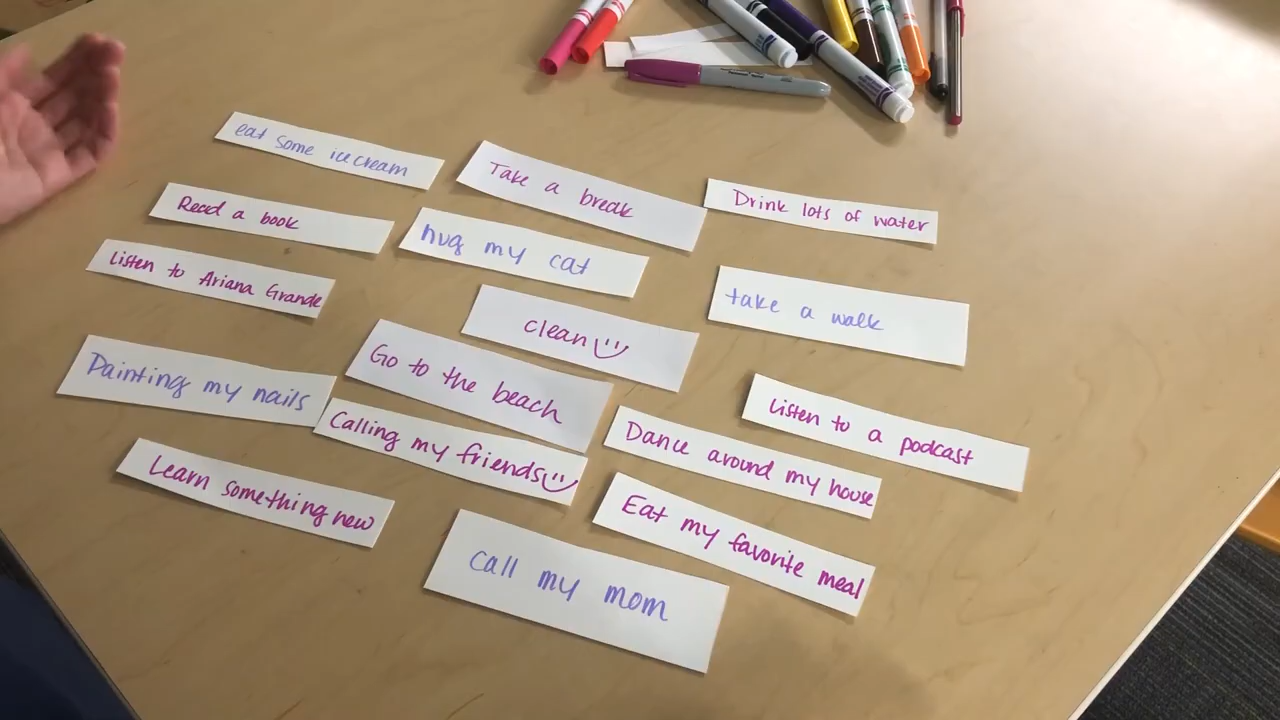 eat some ice cream
Take a break
Drink lots of water
Read a book
hug my cat
Listen to Ariana Grande
take a walk
clean
Go to the beach
Painting my nails
Listen to a podcast
Calling my friends
Dance around my house
Learn something new
Eat my favorite meal
call my mom